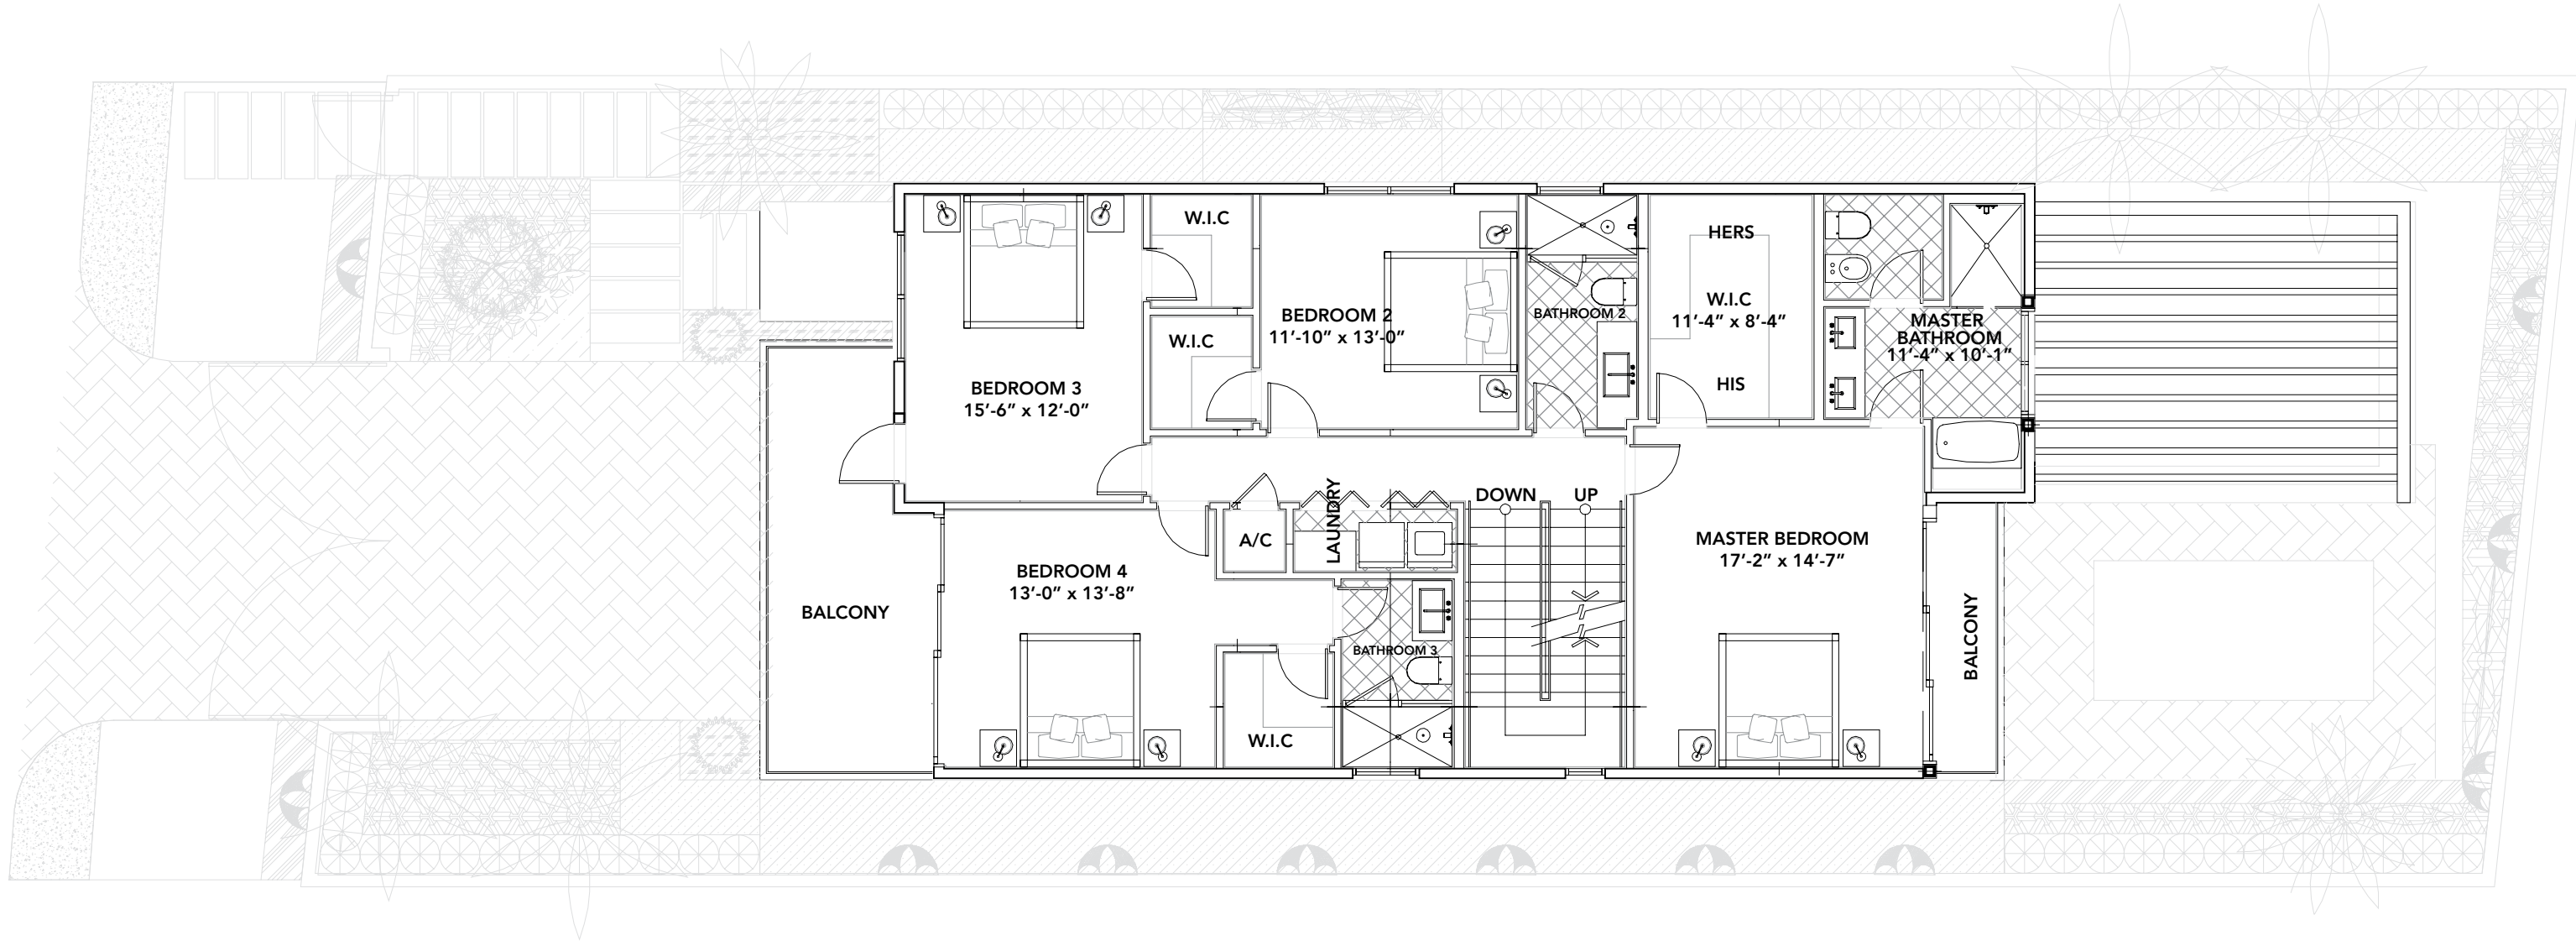 W.I.C
HERS
W.I.C
11’-4” x 8’-4”
HIS
BEDROOM 2
11’-10” x 13’-0”
BATHROOM 2
MASTER
BATHROOM
11’-4” x 10’-1”
W.I.C
BEDROOM 3
15’-6” x 12’-0”
DOWN
UP
LAUNDRY
A/C
MASTER BEDROOM
17’-2” x 14’-7”
BEDROOM 4
13’-0” x 13’-8”
BALCONY
BALCONY
BATHROOM 3
W.I.C